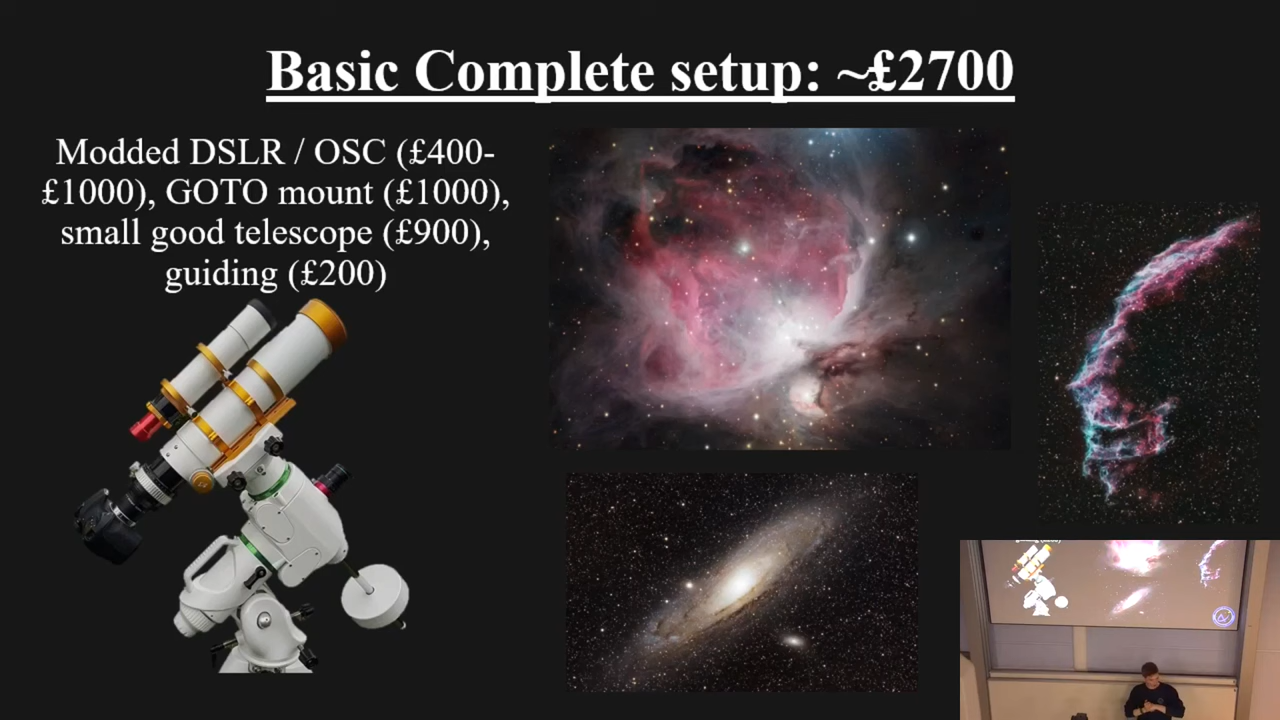 Basic Complete setup: ~£2700
Modded DSLR / OSC (£400-
£1000), GOTO mount (£1000),
small good telescope (£900),
guiding (£200)